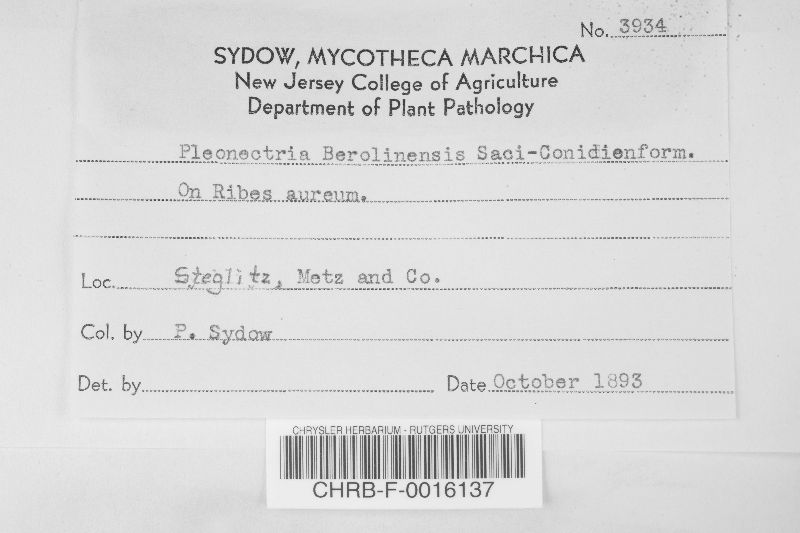 No. 3934
SYDOW, MYCOTHECA MARCHICA
New Jersey College of Agriculture
Department of Plant Pathology
Pleonectria Berolinensis Saci-Conidienform.
On Ribes aureum.
Loc. Steglitz, Metz and Co.
Col. by P. Sydow
Det. by
Date October 1893
CHRYSLER HERBARIUM - RUTGERS UNIVERSITY
CHRB-F-0016137